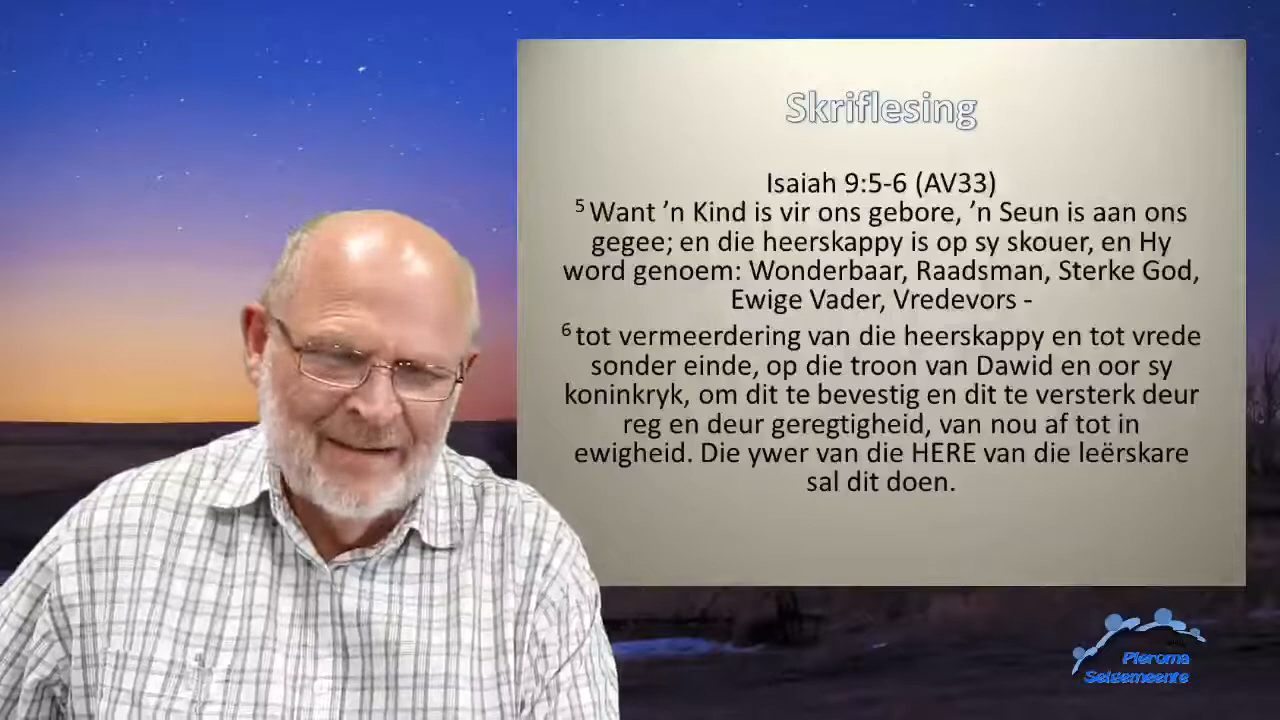 Skriflesing
Isaiah 9:5-6 (AV33)
5 Want ’n Kind is vir ons gebore, ’n Seun is aan ons
gegee; en die heerskappy is op sy skouer, en Hy
word genoem: Wonderbaar, Raadsman, Sterke God,
Ewige Vader, Vredevors -
6 tot vermeerdering van die heerskappy en tot vrede
sonder einde, op die troon van Dawid en oor sy
koninkryk, om dit te bevestig en dit te versterk deur
reg en deur geregtigheid, van nou af tot in
ewigheid. Die ywer van die HERE van die leërskare
sal dit doen.
Pleroma
Selgemeente